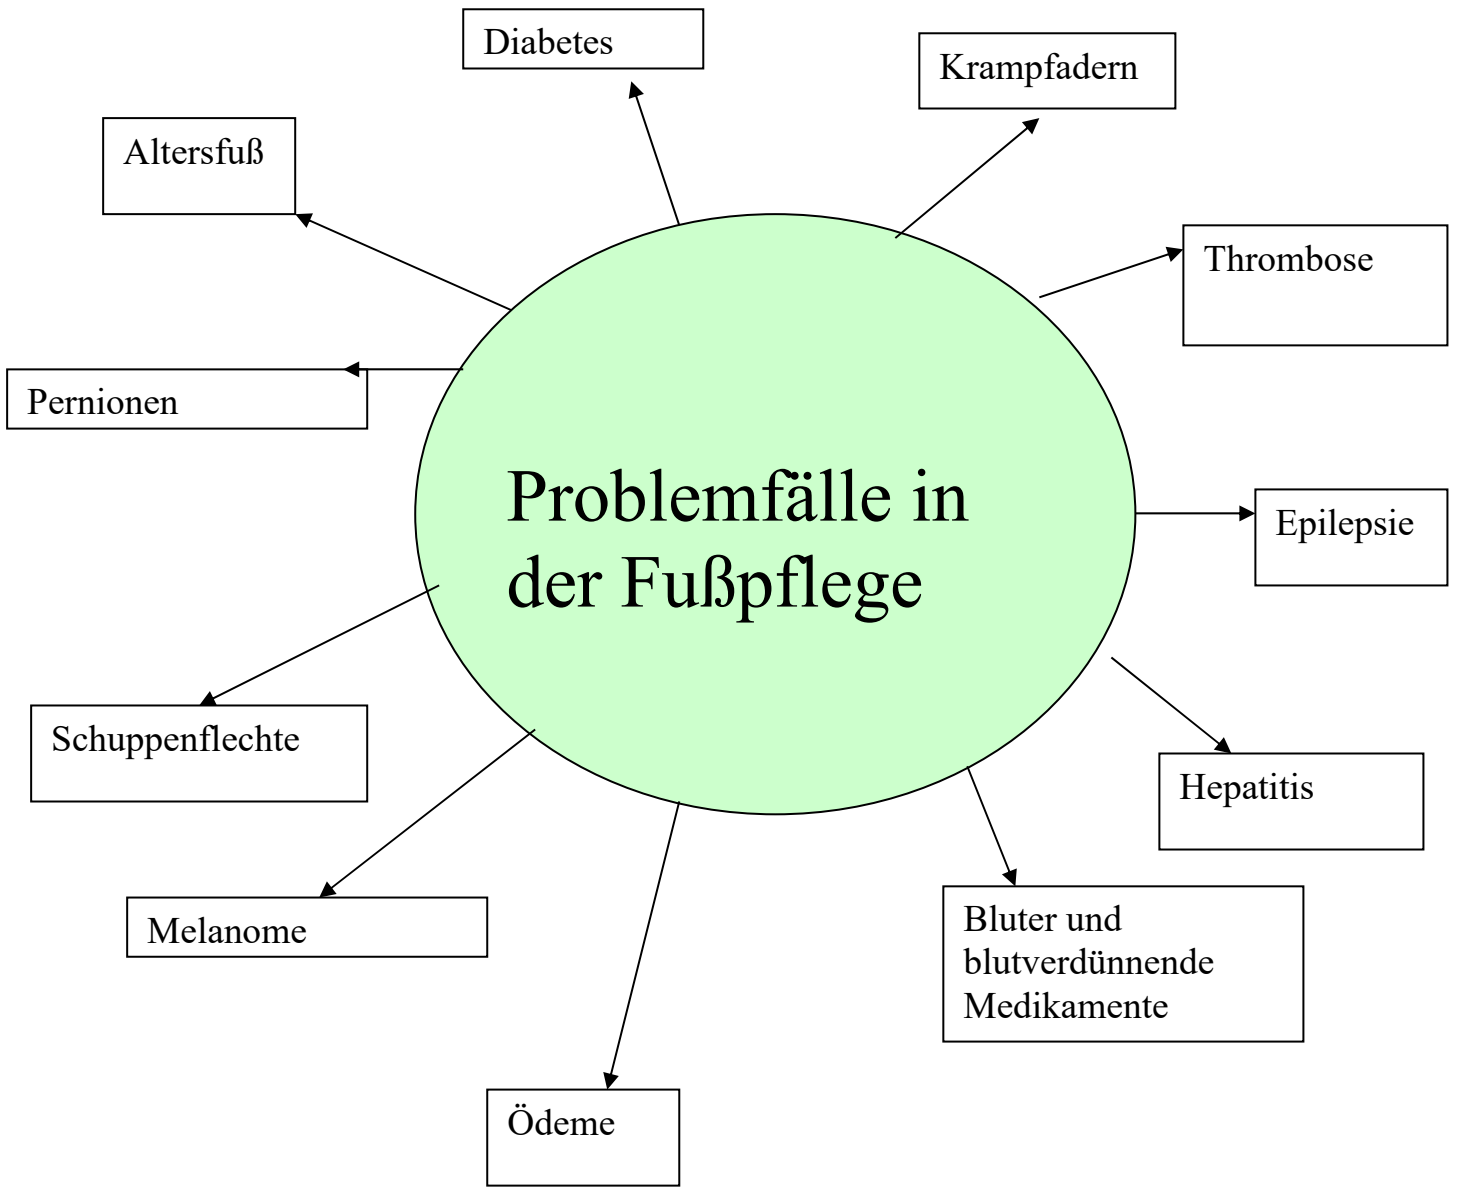 Diabetes
Krampfadern
Altersfuß
Thrombose
Pernionen
Problemfälle in
der Fußpflege
Epilepsie
Schuppenflechte
Hepatitis
Melanome
Bluter und
blutverdünnende
Medikamente
Ödeme